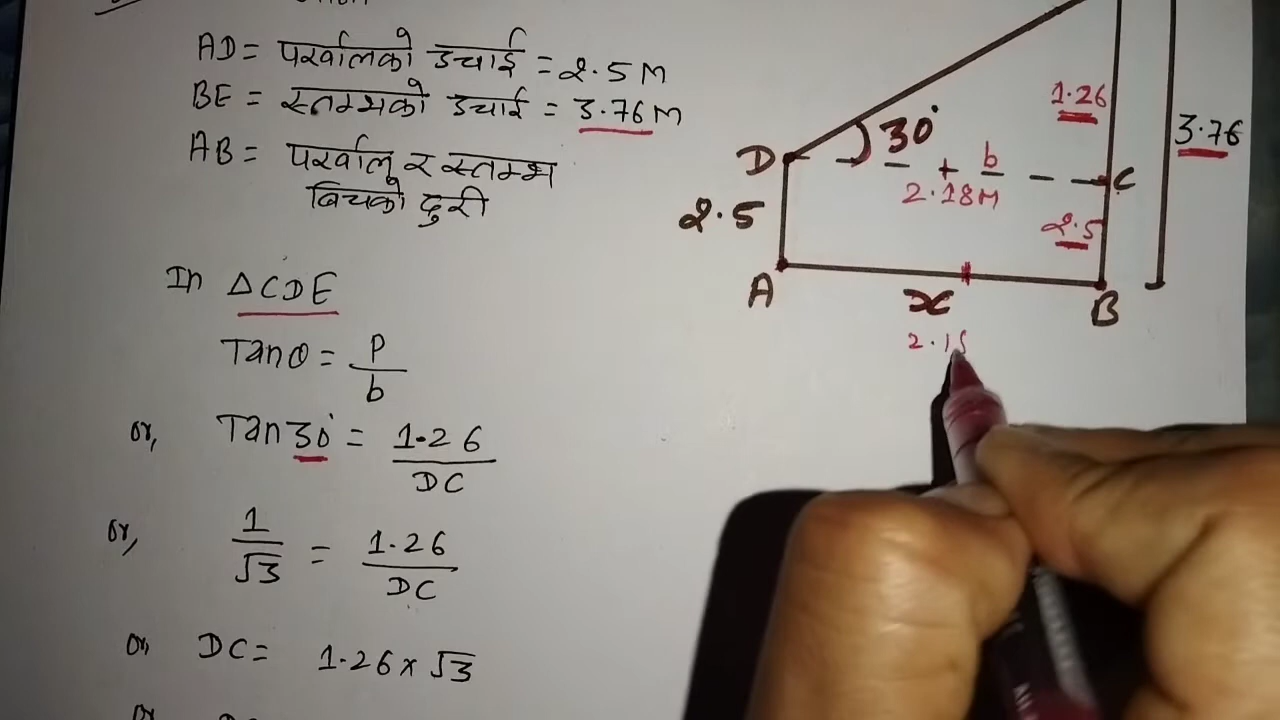 AD = पर्खालको उचाई = 2.5 M
BE = स्तम्भको उचाई = 3.76 M
AB = पर्खाल र स्तम्भ
बिचको दुरी
In ΔCDE
Tanθ = P/b
or, Tan30° = 1.26/DC
or, 1/√3 = 1.26/DC
or DC = 1.26 × √3
or
30°
1.26
3.76
D
b
C
2.18M
2.5
2.5
A
x
B
2.1